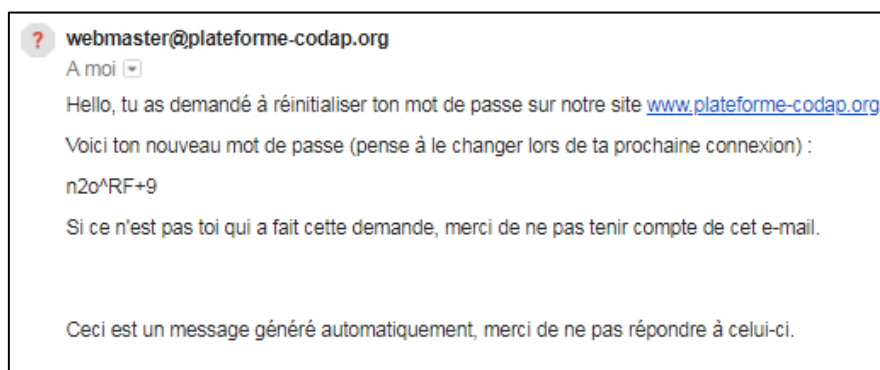 ?
webmaster@plateforme-codap.org
A moi
Hello, tu as demandé à réinitialiser ton mot de passe sur notre site www.plateforme-codap.org
Voici ton nouveau mot de passe (pense à le changer lors de ta prochaine connexion) :
n2o^RF+9
Si ce n'est pas toi qui a fait cette demande, merci de ne pas tenir compte de cet e-mail.
Ceci est un message généré automatiquement, merci de ne pas répondre à celui-ci.